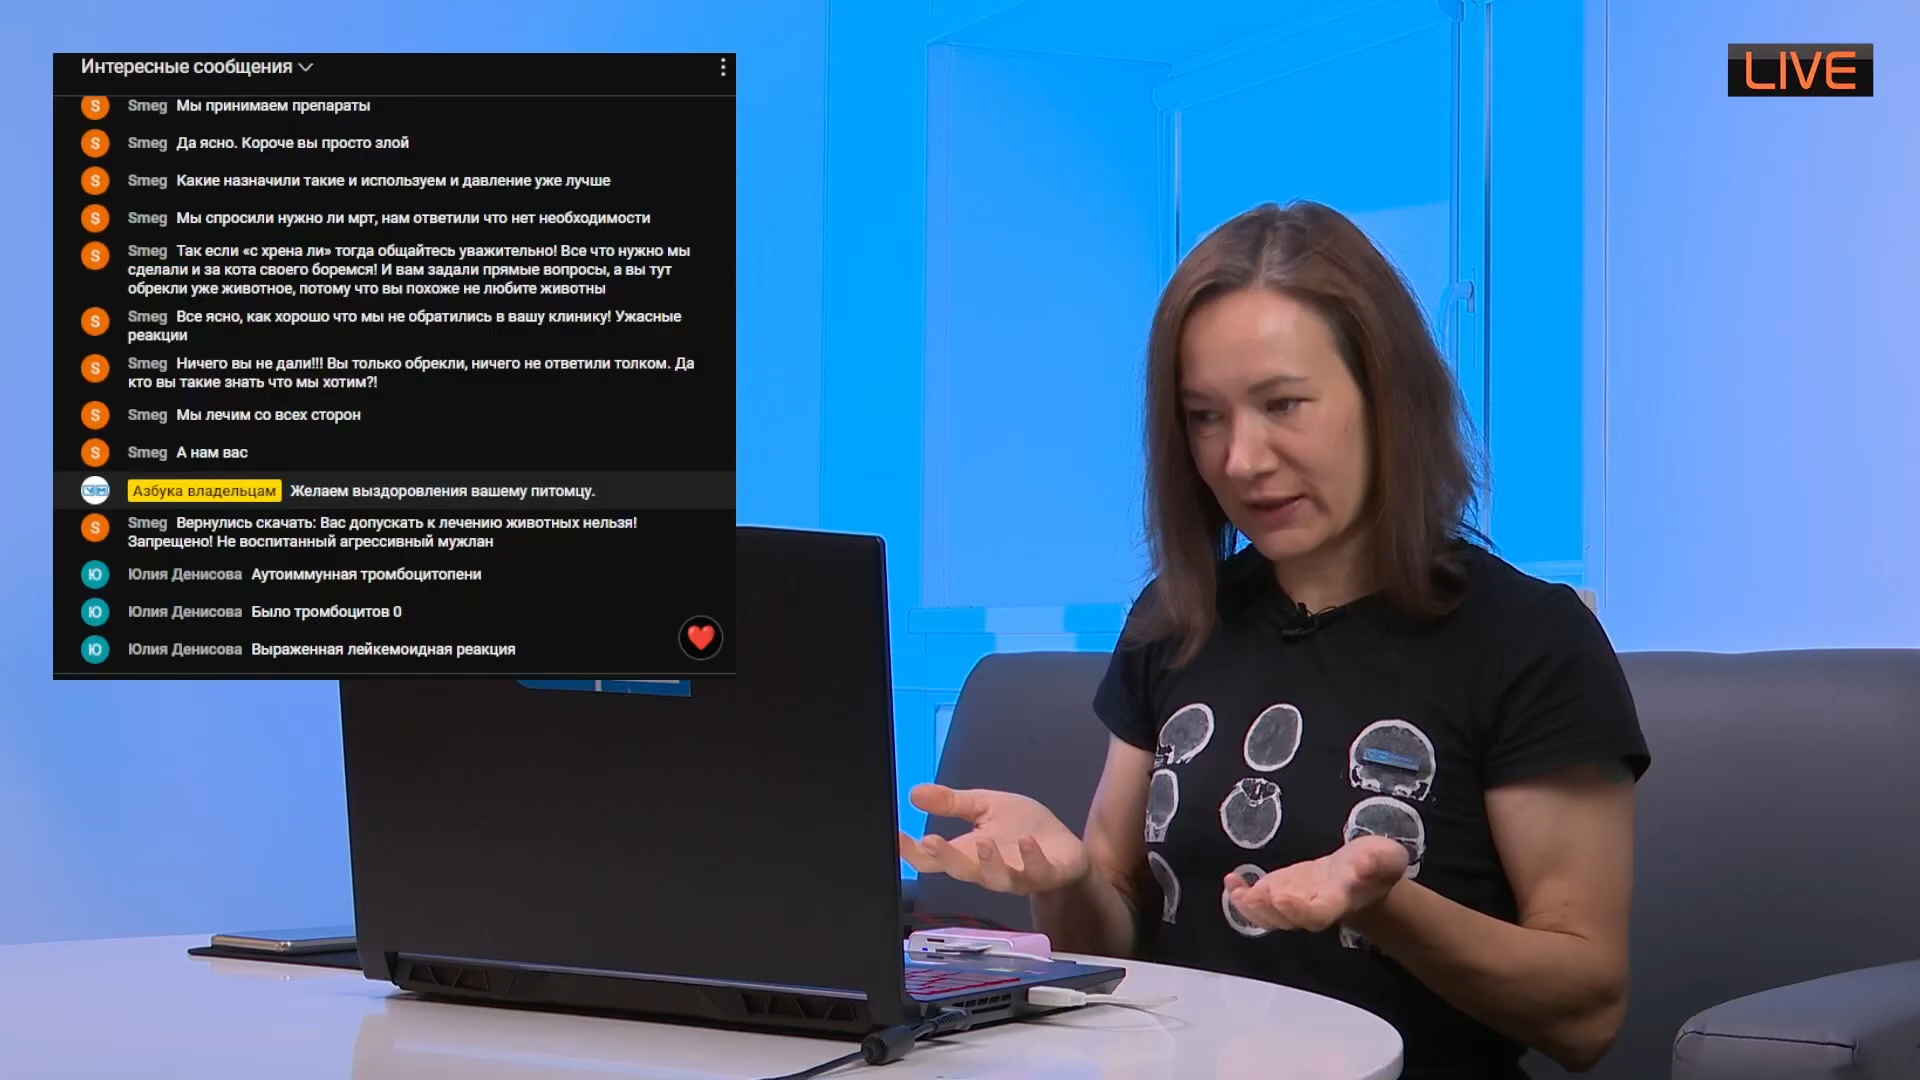 Интересные сообщения
LIVE
Smeg Мы принимаем препараты
Smeg Да ясно. Короче вы просто злой
Smeg Какие назначили такие и используем и давление уже лучше
Smeg Мы спросили нужно ли мрт, нам ответили что нет необходимости
Smeg Так если «с хрена ли» тогда общайтесь уважительно! Все что нужно мы
сделали и за кота своего боремся! И вам задали прямые вопросы, а вы тут
обрекли уже животное, потому что вы похоже не любите животны
Smeg Все ясно, как хорошо что мы не обратились в вашу клинику! Ужасные
реакции
Smeg Ничего вы не дали!!! Вы только обрекли, ничего не ответили толком. Да
кто вы такие знать что мы хотим?!
Smeg Мы лечим со всех сторон
Smeg А нам вас
Азбука владельцам Желаем выздоровления вашему питомцу.
Smeg Вернулись скачать: Вас допускать к лечению животных нельзя!
Запрещено! Не воспитанный агрессивный мужлан
Ю Юлия Денисова Аутоиммунная тромбоцитопени
Ю Юлия Денисова Было тромбоцитов 0
Ю Юлия Денисова Выраженная лейкемоидная реакция